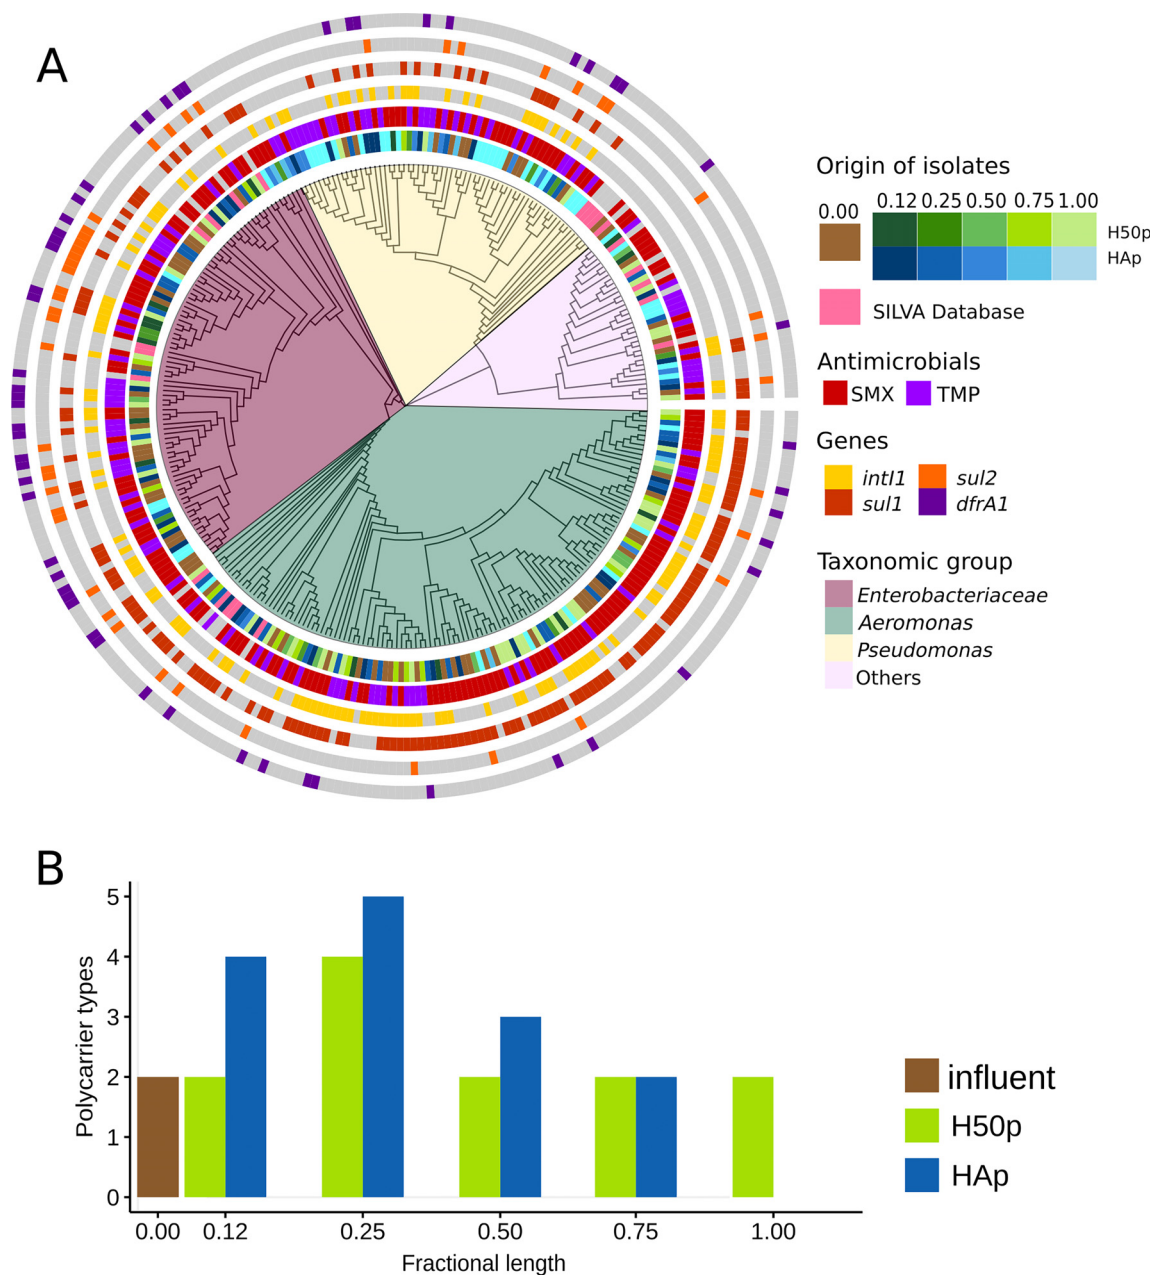 A
Origin of isolates
0.00
0.12 0.25 0.50 0.75 1.00
H50p
HAp
SILVA Database
Antimicrobials
SMX TMP
Genes
intI1 sul2
sul1 dfrA1
Taxonomic group
Enterobacteriaceae
Aeromonas
Pseudomonas
Others
B
Polycarrier types
5
4
3
2
1
0
0.00 0.12 0.25 0.50 0.75 1.00
Fractional length
influent
H50p
HAp